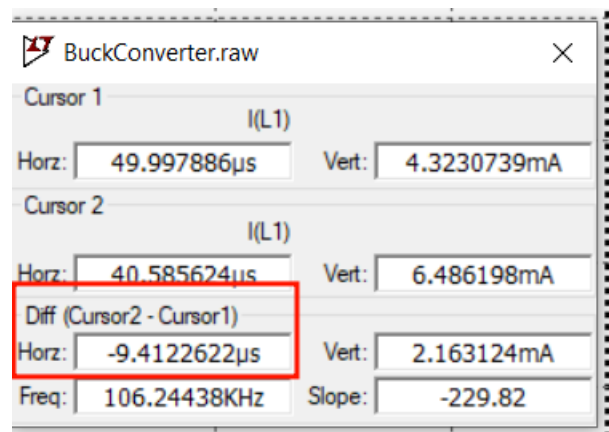 BuckConverter.raw
Cursor 1
I(L1)
Horz: 49.997886µs Vert: 4.3230739mA
Cursor 2
I(L1)
Horz: 40.585624µs Vert: 6.486198mA
Diff (Cursor2 - Cursor1)
Horz: -9.4122622µs Vert: 2.163124mA
Freq: 106.24438KHz Slope: -229.82